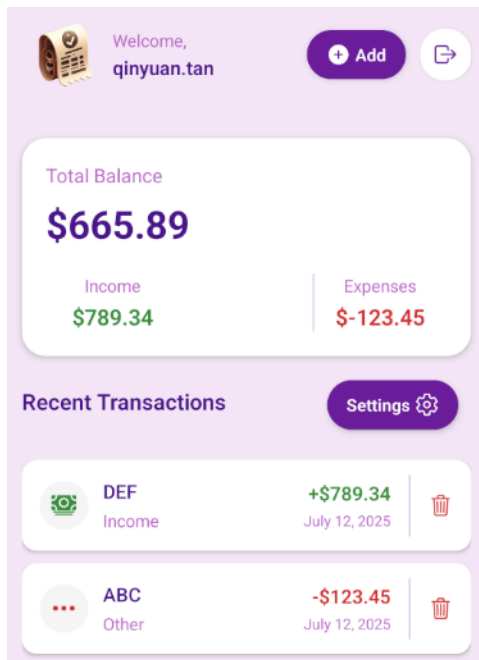 Welcome,
qinyuan.tan
Add
Total Balance
$665.89
Income
Expenses
$789.34
$-123.45
Recent Transactions
Settings
DEF
+$789.34
Income
July 12, 2025
ABC
-$123.45
Other
July 12, 2025